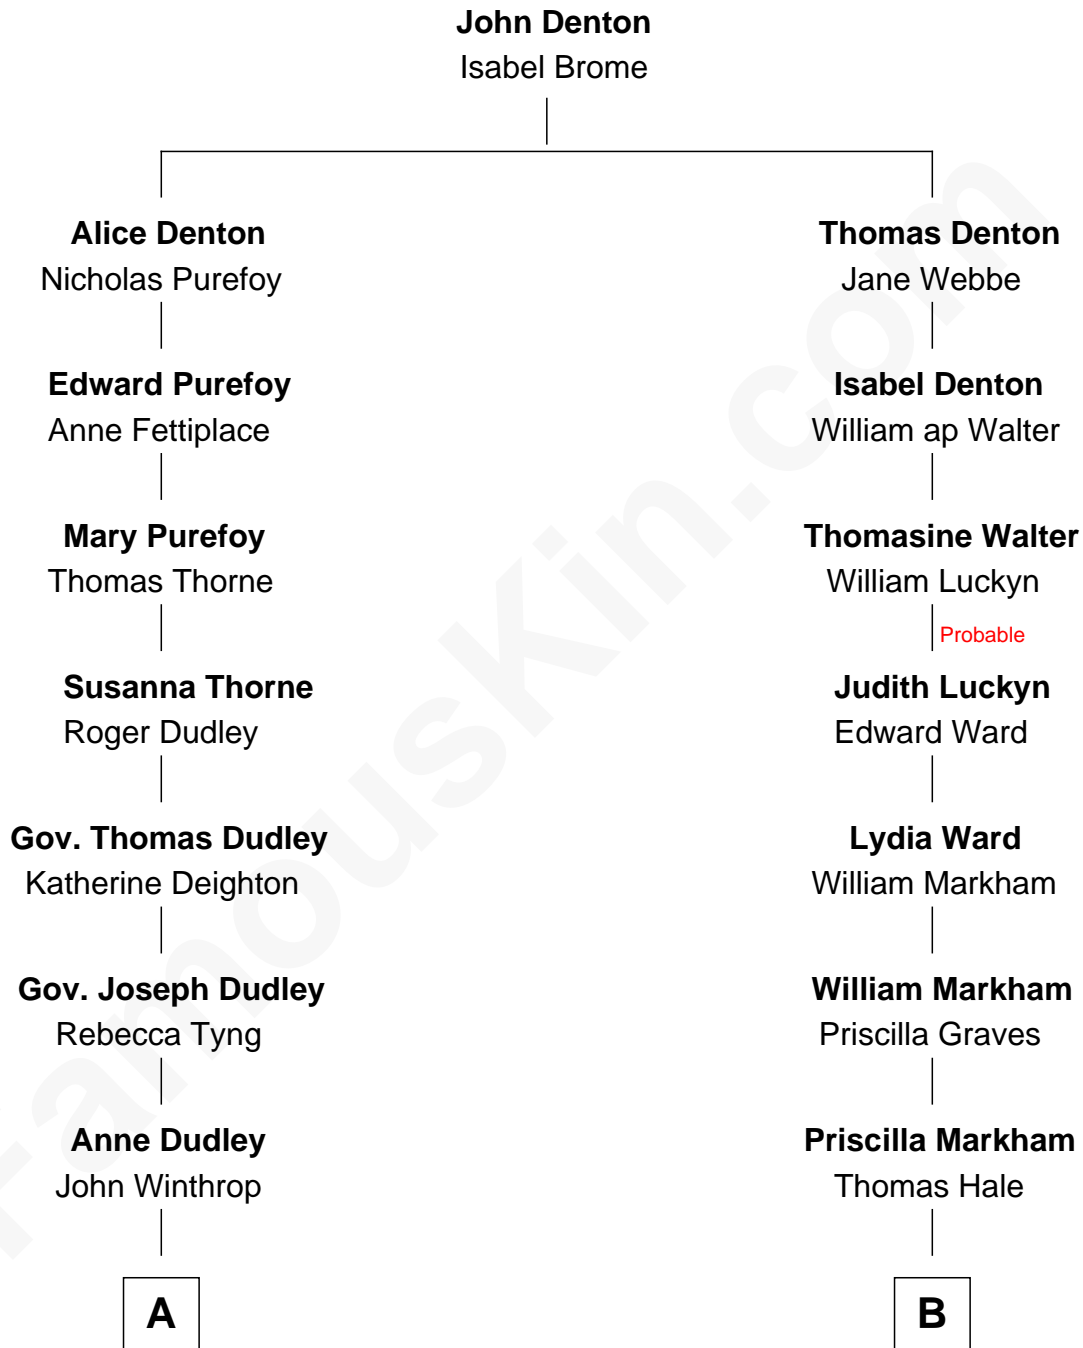 John Denton
Isabel Brome
Alice Denton
Nicholas Purefoy
Thomas Denton
Jane Webbe
Edward Purefoy
Anne Fettiplace
Isabel Denton
William ap Walter
Mary Purefoy
Thomas Thorne
Thomasine Walter
William Luckyn
Probable
Susanna Thorne
Roger Dudley
Judith Luckyn
Edward Ward
Gov. Thomas Dudley
Katherine Deighton
Lydia Ward
William Markham
Gov. Joseph Dudley
Rebecca Tyng
William Markham
Priscilla Graves
Anne Dudley
John Winthrop
Priscilla Markham
Thomas Hale
A
B
FamousKin.com